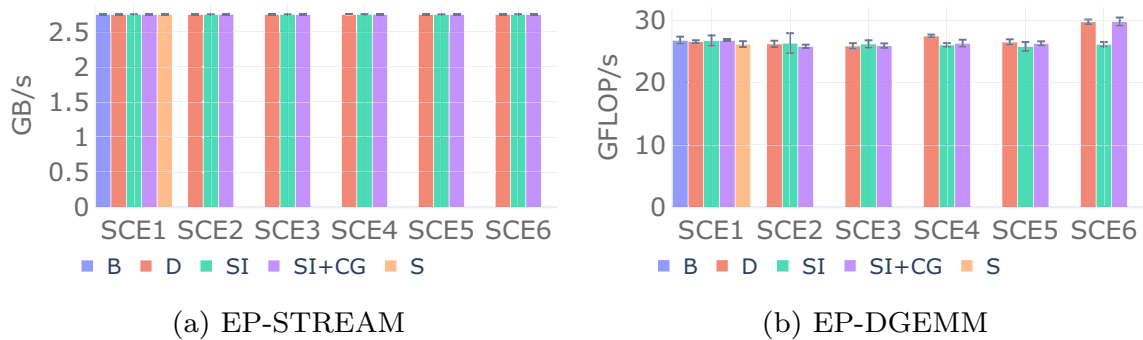 GB/s
2.5
2
1.5
1
0.5
0
SCE1 SCE2 SCE3 SCE4 SCE5 SCE6
B D SI SI+CG S
(a) EP-STREAM
GFLOP/s
30
20
10
0
SCE1 SCE2 SCE3 SCE4 SCE5 SCE6
B D SI SI+CG S
(b) EP-DGEMM